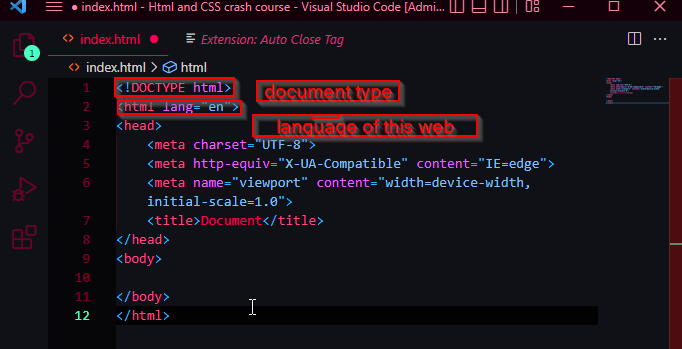 index.html - Html and CSS crash course - Visual Studio Code [Admi...
index.html
Extension: Auto Close Tag
1
index.html > html
1 <!DOCTYPE html>
document type
2 <html lang="en">
language of this web
3 <head>
4 <meta charset="UTF-8">
5 <meta http-equiv="X-UA-Compatible" content="IE=edge">
6 <meta name="viewport" content="width=device-width,
initial-scale=1.0">
7 <title>Document</title>
8 </head>
9 <body>
10
11 </body>
12 </html>